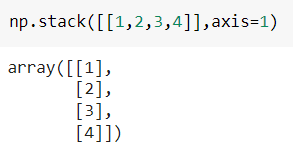 np.stack([[1,2,3,4]],axis=1)
array([[1],
       [2],
       [3],
       [4]])